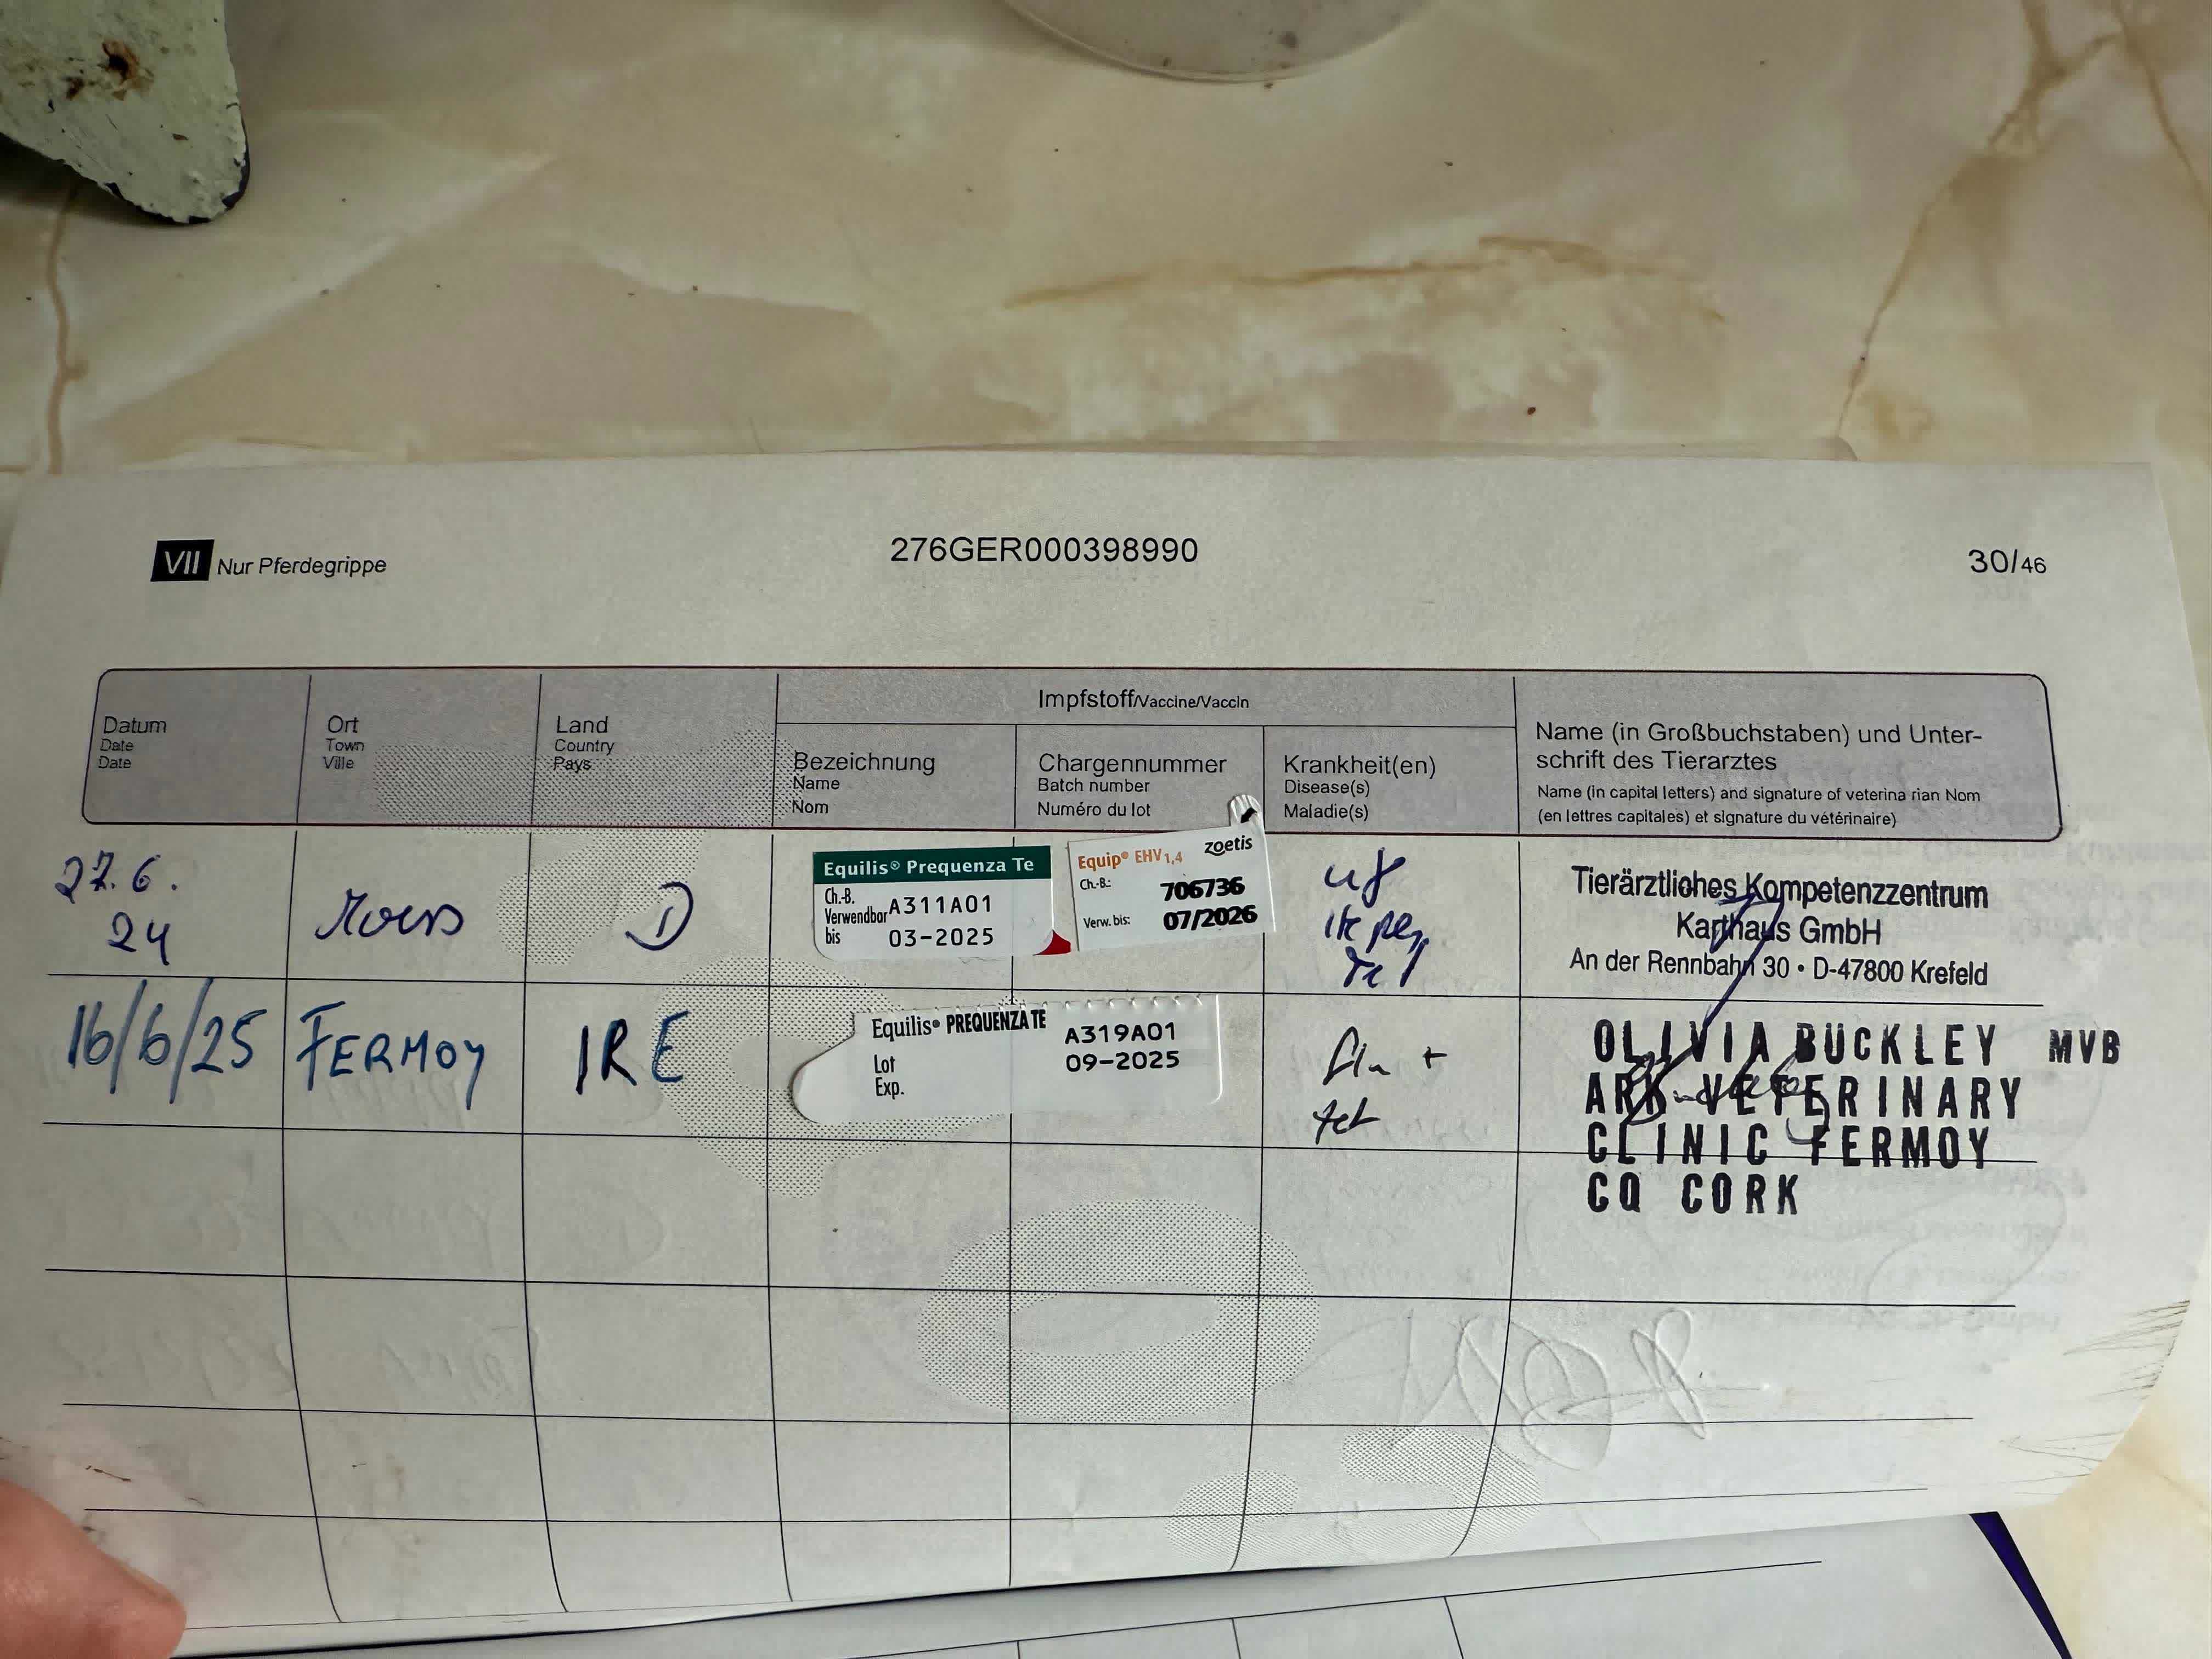 VII Nur Pferdegrippe
276GER000398990
30/46
Datum
Date
Date
Ort
Town
Ville
Land
Country
Pays
Impfstoff/Vaccine/Vaccin
Bezeichnung
Name
Nom
Chargennummer
Batch number
Numéro du lot
Krankheit(en)
Disease(s)
Maladie(s)
Name (in Großbuchstaben) und Unter-
schrift des Tierarztes
Name (in capital letters) and signature of veterina rian Nom
(en lettres capitales) et signature du vétérinaire)
27.6.
24
Moers
D
Equilis® Prequenza Te
Ch.-B. A311A01
Verwendbar
bis 03-2025
Equip® EHV 1,4 zoetis
Ch.-B.: 706736
Verw. bis: 07/2026
Tierärztliches Kompetenzzentrum
Karthaus GmbH
An der Rennbahn 30 • D-47800 Krefeld
16/6/25
FERMOY
IRE
Equilis® PREQUENZA TE A319A01
Lot 09-2025
Exp.
flu +
tet
OLIVIA BUCKLEY MVB
ARK VETERINARY
CLINIC FERMOY
CO CORK